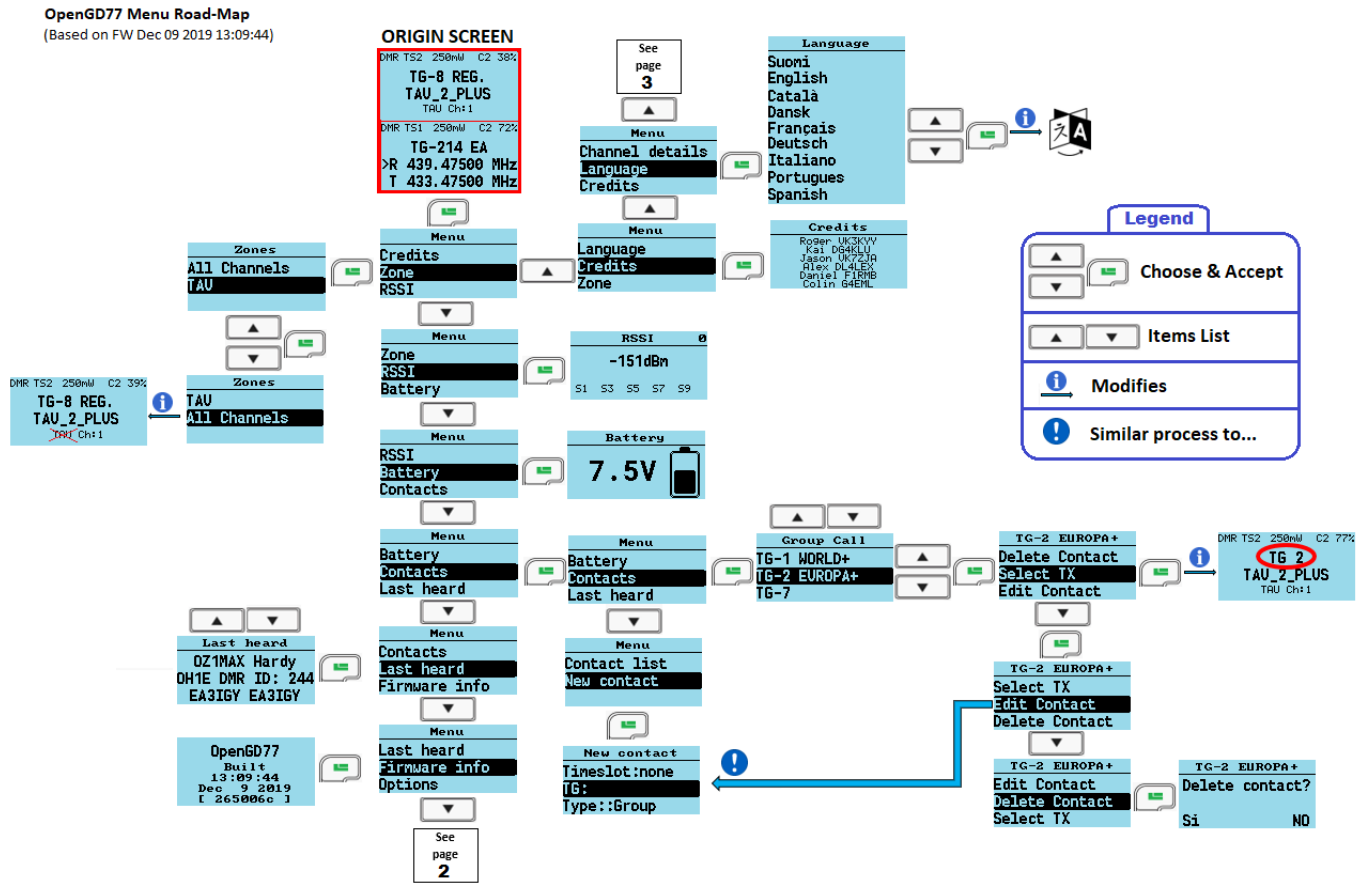 OpenGD77 Menu Road-Map
(Based on FW Dec 09 2019 13:09:44)
ORIGIN SCREEN
DMR TS2 250mW C2 38%
TG-8 REG.
TAU_2_PLUS
TAU Ch:1
DMR TS1 250mW C2 72%
TG-214 EA
>R 439.47500 MHz
T 433.47500 MHz
See
page
3
Menu
Channel details
Language
Credits
Language
Suomi
English
Català
Dansk
Français
Deutsch
Italiano
Portugues
Spanish
Menu
Language
Credits
Zone
Credits
Roger VK3KYY
Kai DG4KLU
Jason VK7ZJA
Alex DL4LEX
Daniel F1RMB
Colin G4EML
Legend
Choose & Accept
Items List
Modifies
Similar process to...
Menu
Credits
Zone
RSSI
Zones
All Channels
TAU
Zones
TAU
All Channels
DMR TS2 250mW C2 39%
TG-8 REG.
TAU_2_PLUS
TAU Ch:1
Menu
Zone
RSSI
Battery
RSSI 0
-151dBm
S1 S3 S5 S7 S9
Menu
RSSI
Battery
Contacts
Battery
7.5V
Menu
Battery
Contacts
Last heard
Menu
Battery
Contacts
Last heard
Group Call
TG-1 WORLD+
TG-2 EUROPA+
TG-7
TG-2 EUROPA+
Delete Contact
Select TX
Edit Contact
DMR TS2 250mW C2 77%
TG 2
TAU_2_PLUS
TAU Ch:1
Menu
Contacts
Last heard
Firmware info
Last heard
OZ1MAX Hardy
OH1E DMR ID: 244
EA3IGY EA3IGY
Menu
Contact list
New contact
New contact
Timeslot:none
TG:
Type::Group
TG-2 EUROPA+
Select TX
Edit Contact
Delete Contact
TG-2 EUROPA+
Edit Contact
Delete Contact
Select TX
TG-2 EUROPA+
Delete contact?
Si NO
Menu
Last heard
Firmware info
Options
OpenGD77
Built
13:09:44
Dec 9 2019
[ 265006c ]
See
page
2